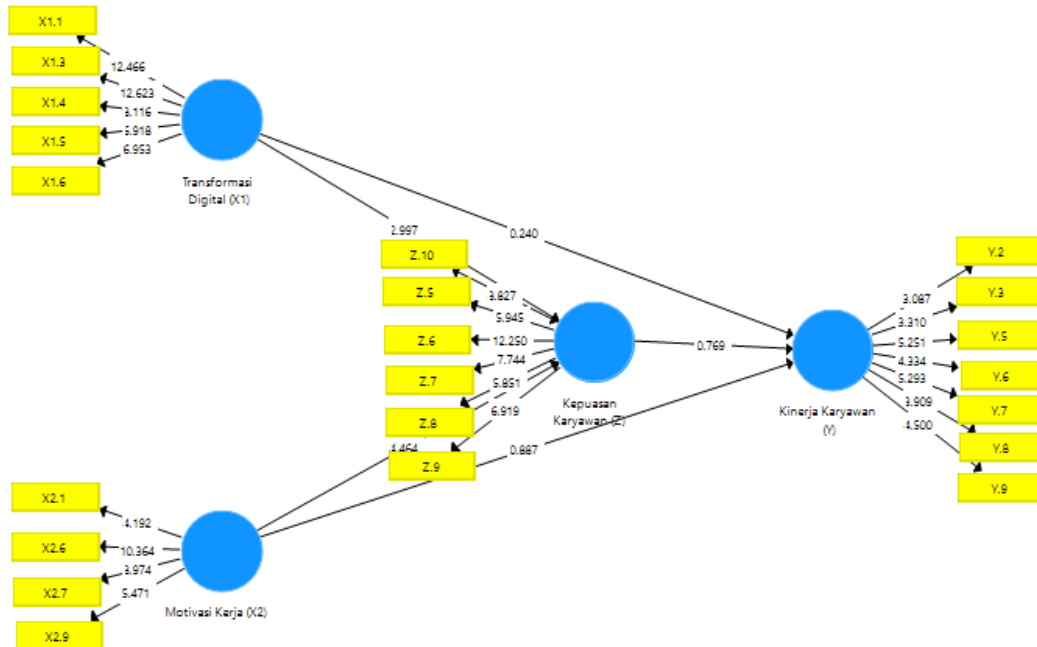 X1.1
12.466
X1.3
12.623
X1.4
3.116
X1.5
5.918
X1.6
6.953
Transformasi
Digital (X1)
2.997
0.240
Z.10
3.827
Z.5
5.945
Z.6
12.250
Z.7
7.744
5.851
Z.8
6.919
Z.9
4.464
0.887
0.769
Kepuasan
Karyawan (Z)
Kinerja Karyawan
(Y)
Y.2
3.087
Y.3
3.310
Y.5
5.251
Y.6
4.334
Y.7
5.293
Y.8
3.909
Y.9
4.500
X2.1
4.192
X2.6
10.364
X2.7
3.974
X2.9
5.471
Motivasi Kerja (X2)